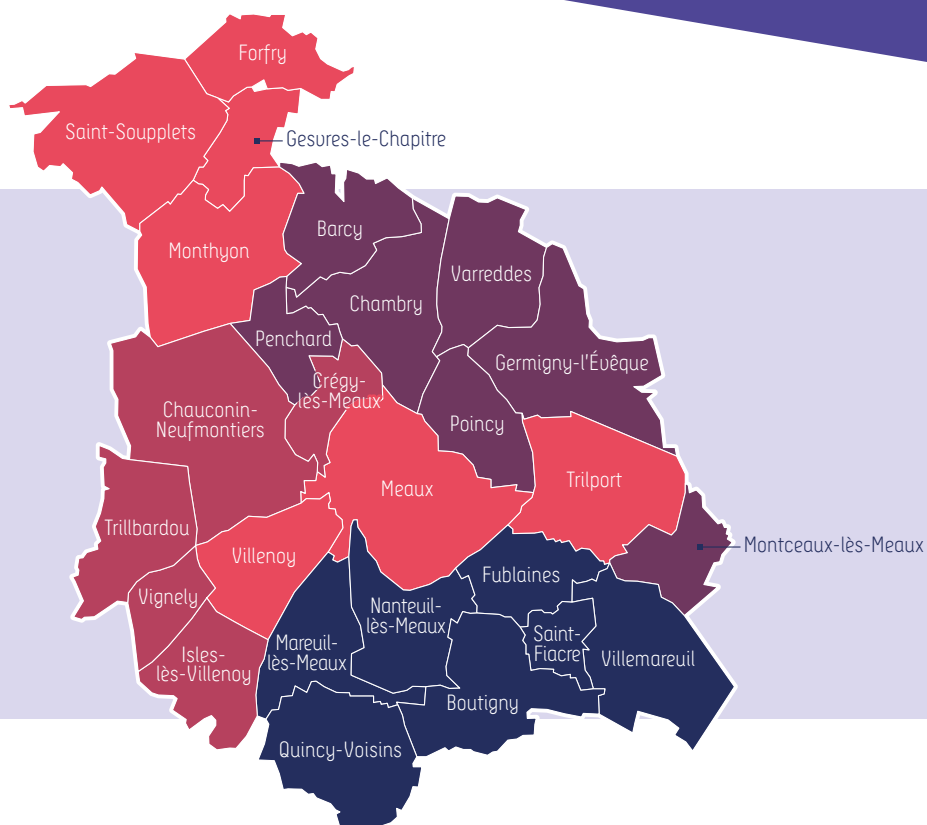 Forfry
Saint-Soupplets
Gesvres-le-Chapitre
Monthyon
Barcy
Varreddes
Chambry
Penchard
Germigny-l'Évêque
Crégy-
lès-Meaux
Chauconin-
Neufmontiers
Poincy
Meaux
Trilport
Trillbardou
Villenoy
Montceaux-lès-Meaux
Fublaines
Vignely
Nanteuil-
lès-Meaux
Mareuil-
lès-Meaux
Saint-
Fiacre
Villemareuil
Isles-
lès-Villenoy
Boutigny
Quincy-Voisins